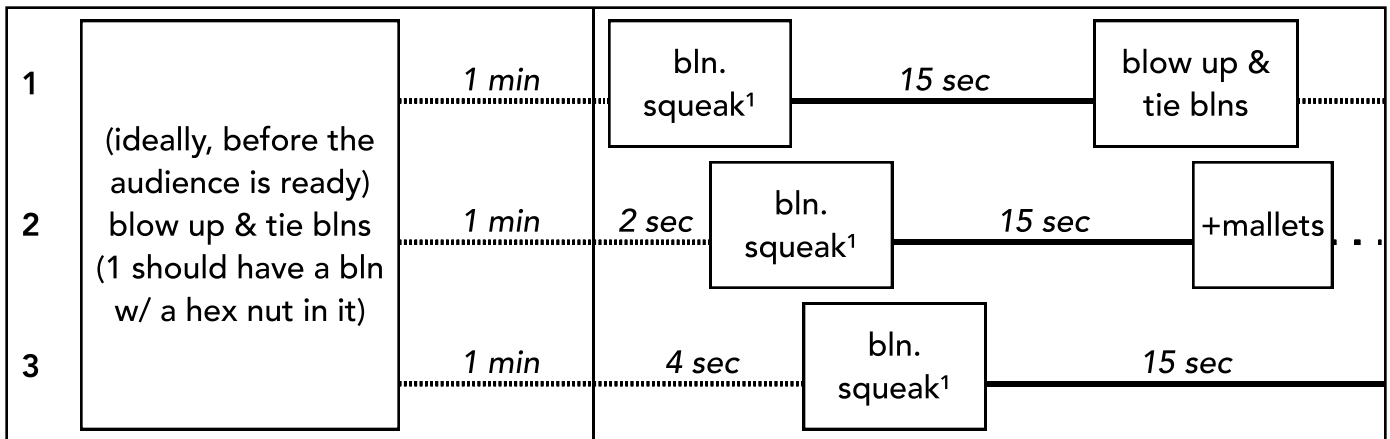 1
(ideally, before the
audience is ready)
blow up & tie blns
(1 should have a bln
w/ a hex nut in it)
1 min
bln.
squeak¹
15 sec
blow up &
tie blns
2
1 min
2 sec
bln.
squeak¹
15 sec
+mallets
3
1 min
4 sec
bln.
squeak¹
15 sec